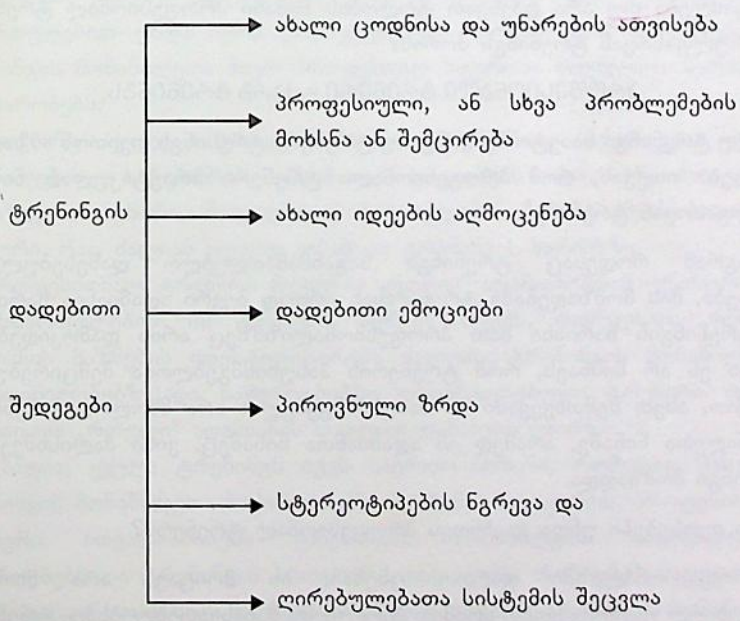 ახალი ცოდნისა და უნარების ათვისება
პროფესიული, ან სხვა პრობლემების
მოხსნა ან შემცირება
ტრენინგის
ახალი იდეების აღმოცენება
დადებითი
დადებითი ემოციები
შედეგები
პიროვნული ზრდა
სტერეოტიპების ნგრევა და
ღირებულებათა სისტემის შეცვლა